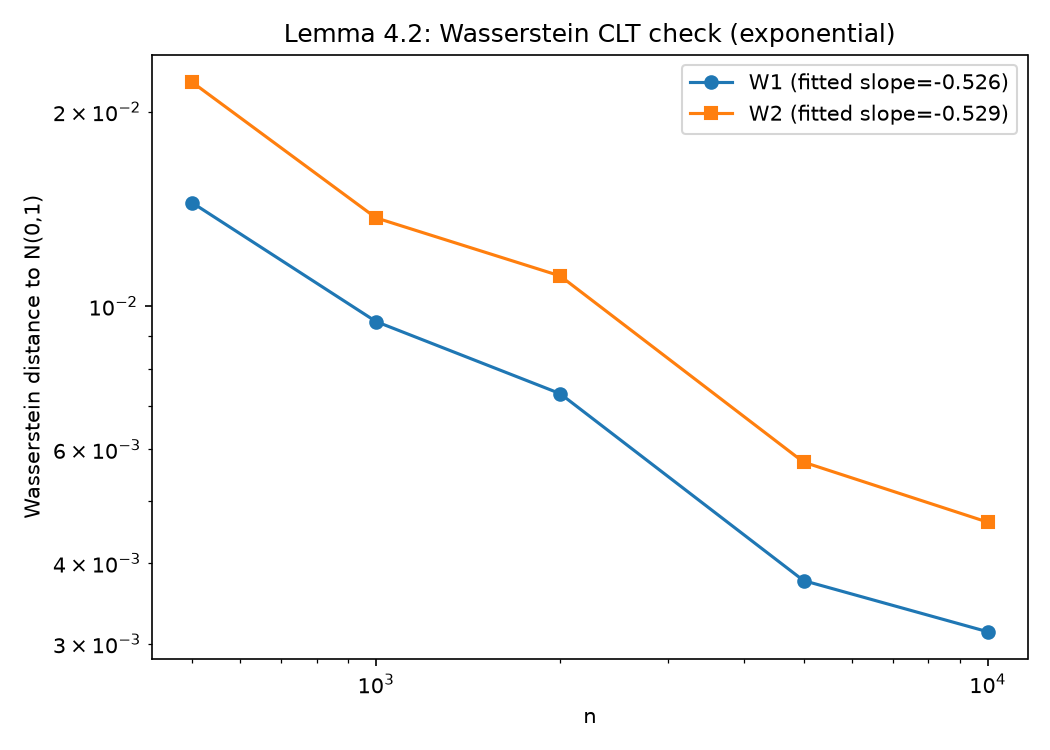 Lemma 4.2: Wasserstein CLT check (exponential)
W1 (fitted slope=-0.526)
W2 (fitted slope=-0.529)
Wasserstein distance to N(0,1)
2 × 10⁻²
10⁻²
6 × 10⁻³
4 × 10⁻³
3 × 10⁻³
10³
10⁴
n